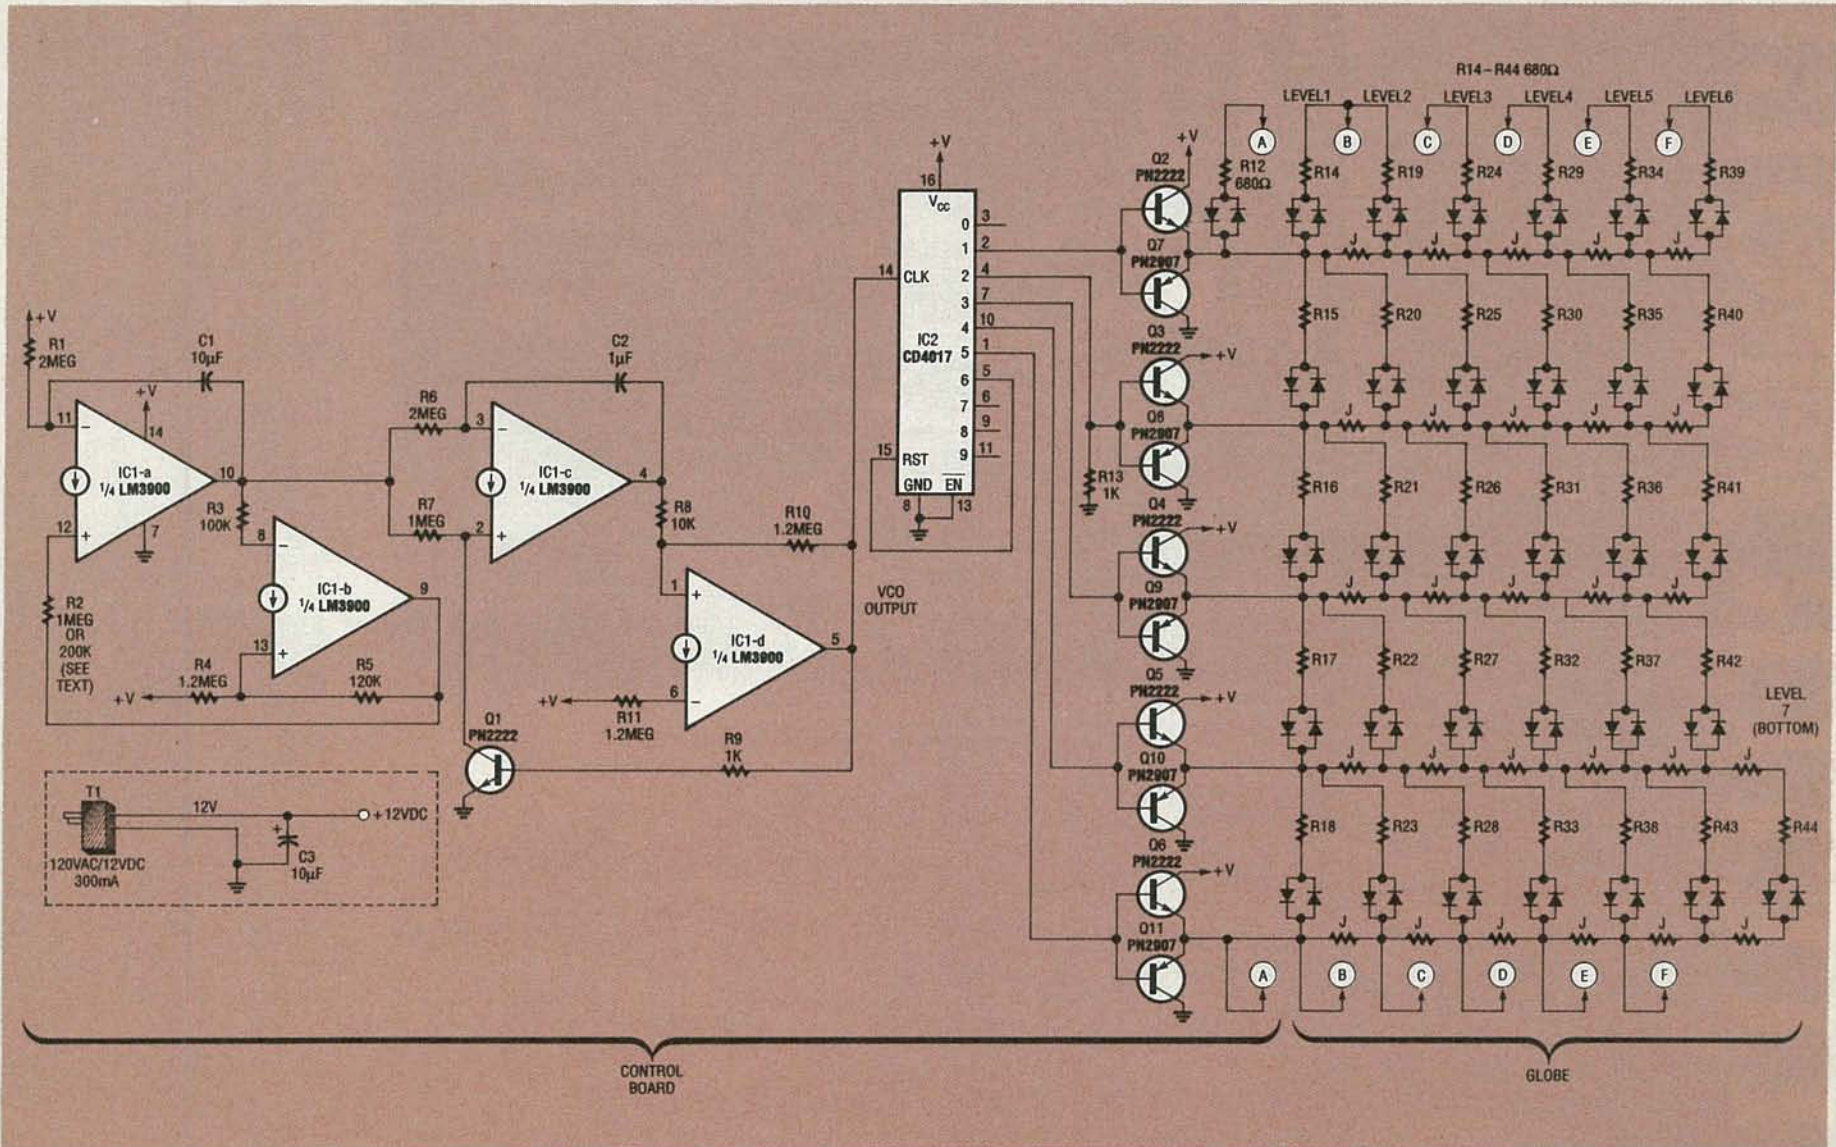 R14–R44 680Ω
LEVEL1
LEVEL2
LEVEL3
LEVEL4
LEVEL5
LEVEL6
A
B
C
D
E
F
+V
R1
2MEG
C1
10µF
+V
11
−
14
IC1-a
1/4 LM3900
10
12
+
7
R3
100K
8
−
IC1-b
1/4 LM3900
9
13
+
R2
1MEG
OR
200K
(SEE
TEXT)
R4
1.2MEG
R5
120K
+V
R6
2MEG
C2
1µF
3
−
IC1-c
1/4 LM3900
4
R7
1MEG
2
+
R8
10K
R10
1.2MEG
1
+
IC1-d
1/4 LM3900
5
6
−
+V
R11
1.2MEG
R9
1K
Q1
PN2222
VCO
OUTPUT
T1
12V
+12VDC
+
C3
10µF
120VAC/12VDC
300mA
+V
16
VCC
0 3
1 2
2 4
3 7
4 10
5 1
6 5
7 6
8 9
9 11
14 CLK
IC2
CD4017
15 RST
GND EN
8 13
R13
1K
Q2
PN2222
+V
Q7
PN2907
Q3
PN2222
+V
Q8
PN2907
Q4
PN2222
+V
Q9
PN2907
Q5
PN2222
+V
Q10
PN2907
Q6
PN2222
+V
Q11
PN2907
R12
680Ω
R14 R19 R24 R29 R34 R39
J J J J J
R15 R20 R25 R30 R35 R40
J J J J J
R16 R21 R26 R31 R36 R41
J J J J J
R17 R22 R27 R32 R37 R42
LEVEL
7
(BOTTOM)
J J J J J J
R18 R23 R28 R33 R38 R43 R44
J J J J J J
A B C D E F
CONTROL
BOARD
GLOBE